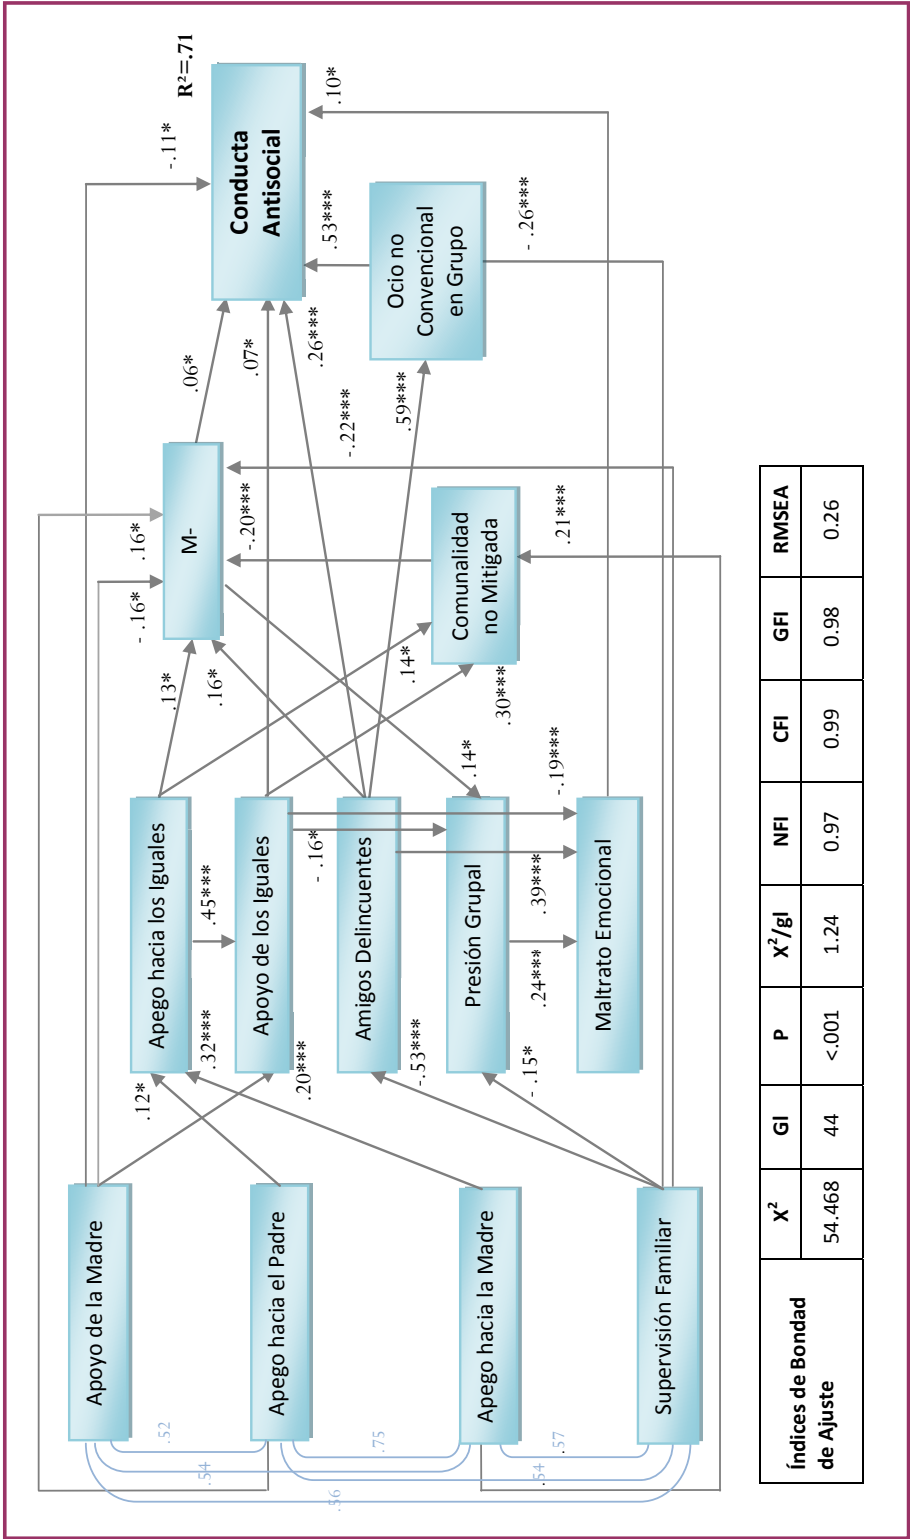 R²=.71
-.11*
Conducta
Antisocial
.10*
.53***
Ocio no
Convencional
en Grupo
- .26***
.06*
.07*
.26***
-.22***
.59***
M-
.16*
- .16*
-.20***
Comunalidad
no Mitigada
.21***
.13*
.16*
.14*
.30***
.14*
Apego hacia los Iguales
.45***
Apoyo de los Iguales
- .16*
-.19***
Amigos Delincuentes
.39***
Presión Grupal
.24***
Maltrato Emocional
.12*
.32***
.20***
-.53***
- .15*
Apoyo de la Madre
Apego hacia el Padre
Apego hacia la Madre
Supervisión Familiar
.52
.54
.75
.56
.54
.57
Índices de Bondad
de Ajuste
X² Gl P X²/gl NFI CFI GFI RMSEA
54.468 44 <.001 1.24 0.97 0.99 0.98 0.26